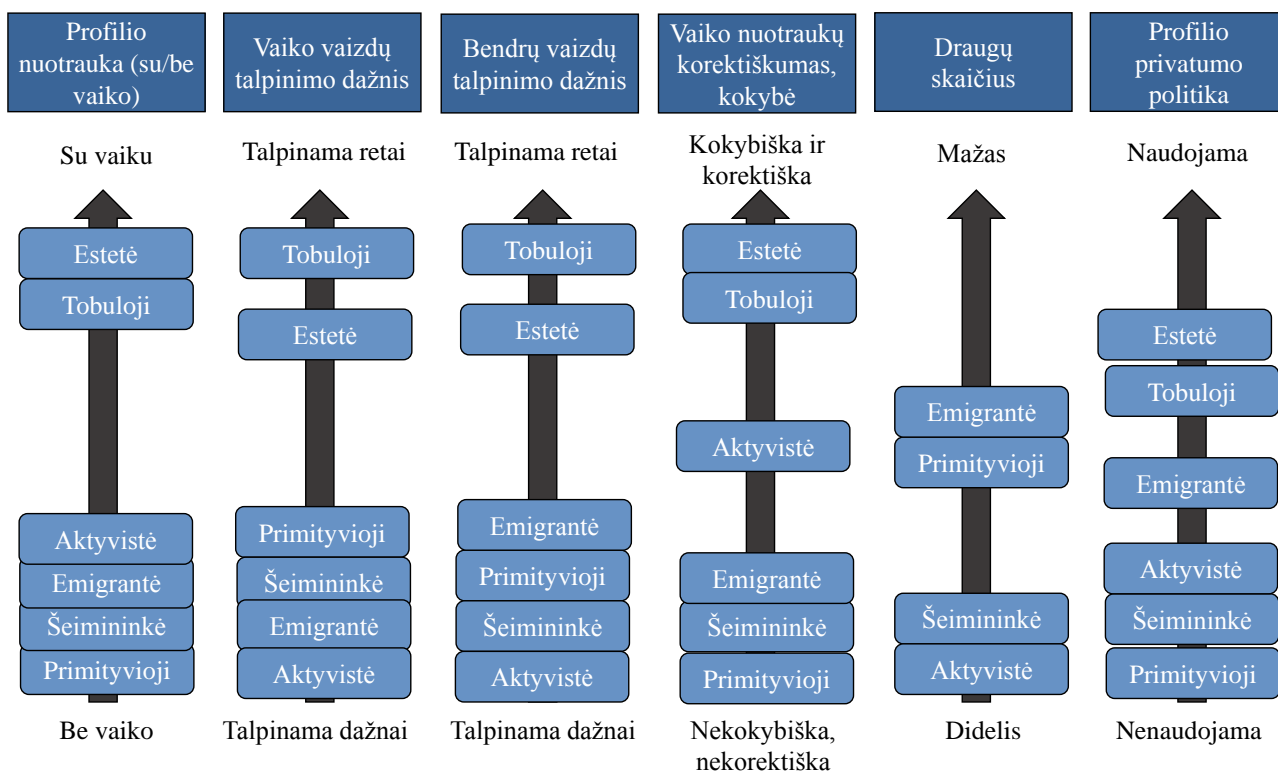 Profilio
nuotrauka (su/be
vaiko)
Su vaiku
Estetė
Tobuloji
Aktyvistė
Emigrantė
Šeimininkė
Primityvioji
Be vaiko
Vaiko vaizdų
talpinimo dažnis
Talpinama retai
Tobuloji
Estetė
Primityvioji
Šeimininkė
Emigrantė
Aktyvistė
Talpinama dažnai
Bendrų vaizdų
talpinimo dažnis
Talpinama retai
Tobuloji
Estetė
Emigrantė
Primityvioji
Šeimininkė
Aktyvistė
Talpinama dažnai
Vaiko nuotraukų
korektiškumas,
kokybė
Kokybiška ir
korektiška
Estetė
Tobuloji
Aktyvistė
Emigrantė
Šeimininkė
Primityvioji
Nekokybiška,
nekorektiška
Draugų
skaičius
Mažas
Emigrantė
Primityvioji
Šeimininkė
Aktyvistė
Didelis
Profilio
privatumo
politika
Naudojama
Estetė
Tobuloji
Emigrantė
Aktyvistė
Šeimininkė
Primityvioji
Nenaudojama